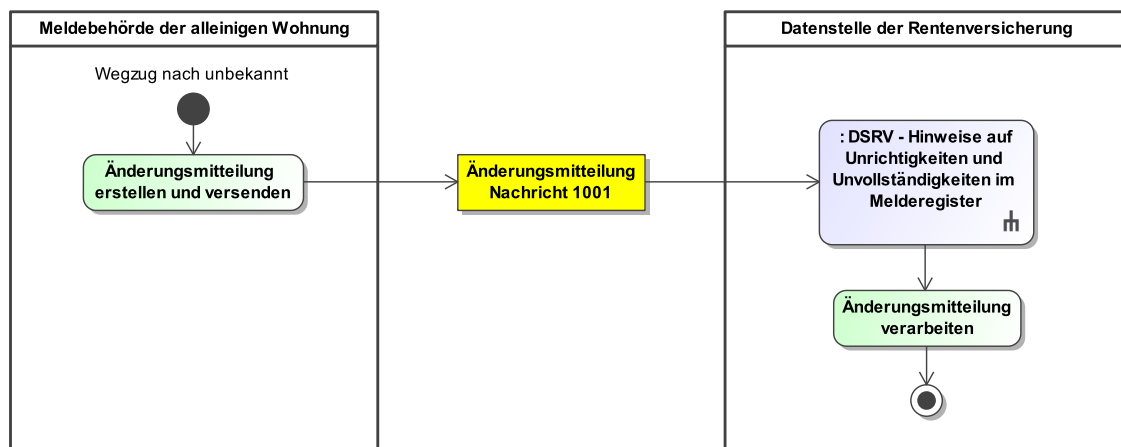 Meldebehörde der alleinigen Wohnung
Wegzug nach unbekannt
Änderungsmitteilung
erstellen und versenden
Änderungsmitteilung
Nachricht 1001
Datenstelle der Rentenversicherung
: DSRV - Hinweise auf
Unrichtigkeiten und
Unvollständigkeiten im
Melderegister
Änderungsmitteilung
verarbeiten